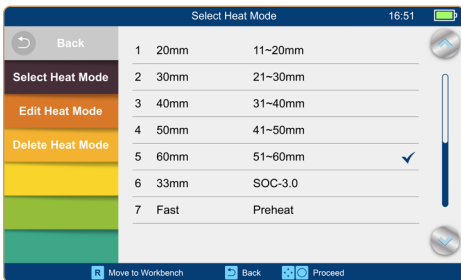 Select Heat Mode 16:51
Back
Select Heat Mode
Edit Heat Mode
Delete Heat Mode
1 20mm 11~20mm
2 30mm 21~30mm
3 40mm 31~40mm
4 50mm 41~50mm
5 60mm 51~60mm
6 33mm SOC-3.0
7 Fast Preheat
R Move to Workbench Back Proceed